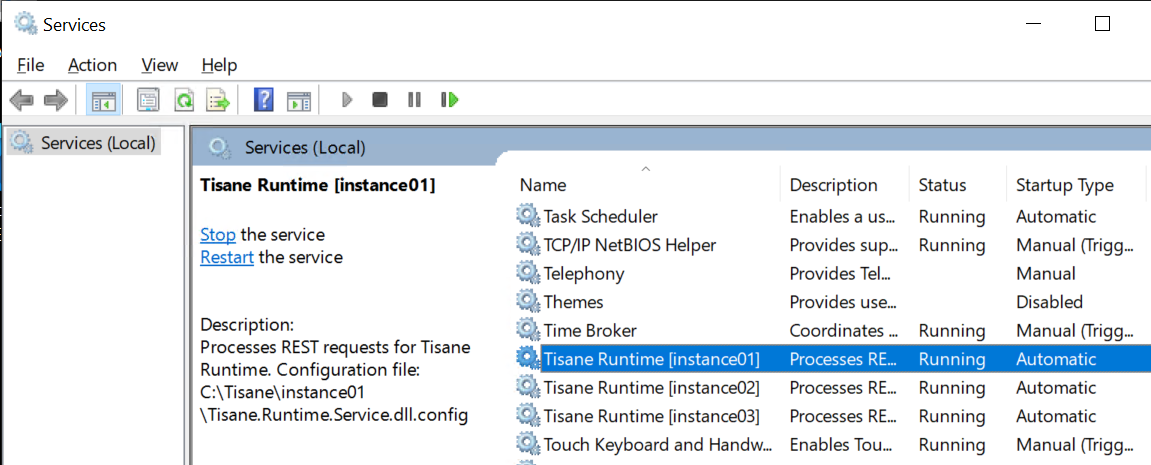 Services
File Action View Help
Services (Local)
Services (Local)
Tisane Runtime [instance01]
Stop the service
Restart the service
Description:
Processes REST requests for Tisane
Runtime. Configuration file:
C:\Tisane\instance01
\Tisane.Runtime.Service.dll.config
Name Description Status Startup Type
Task Scheduler Enables a us... Running Automatic
TCP/IP NetBIOS Helper Provides sup... Running Manual (Trigg...
Telephony Provides Tel... Manual
Themes Provides use... Disabled
Time Broker Coordinates ... Running Manual (Trigg...
Tisane Runtime [instance01] Processes RE... Running Automatic
Tisane Runtime [instance02] Processes RE... Running Automatic
Tisane Runtime [instance03] Processes RE... Running Automatic
Touch Keyboard and Handw... Enables Tou... Running Manual (Trigg...